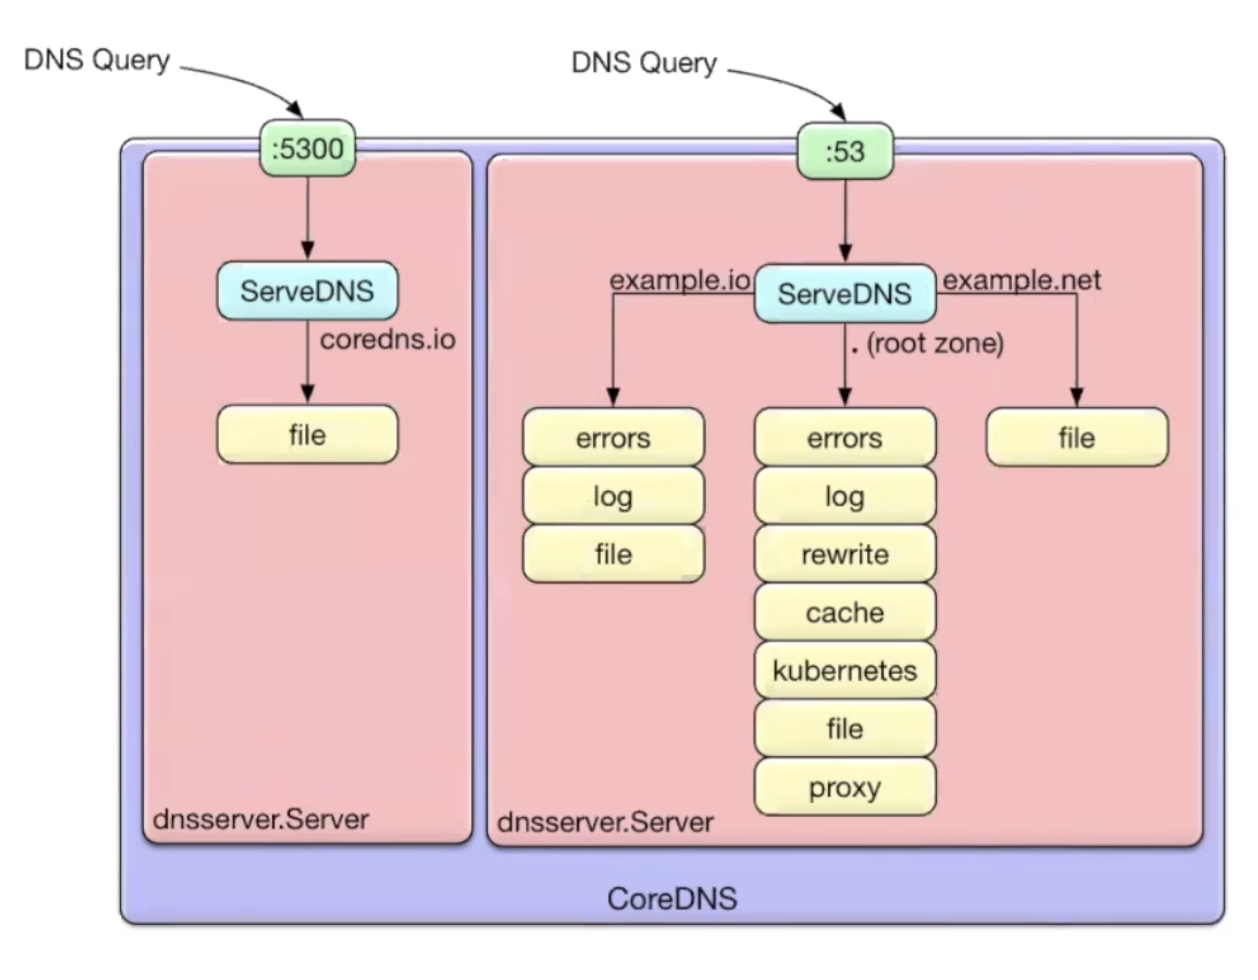 DNS Query
DNS Query
:5300
:53
ServeDNS
coredns.io
file
example.io
ServeDNS
example.net
. (root zone)
errors
log
file
errors
log
rewrite
cache
kubernetes
file
proxy
file
dnsserver.Server
dnsserver.Server
CoreDNS